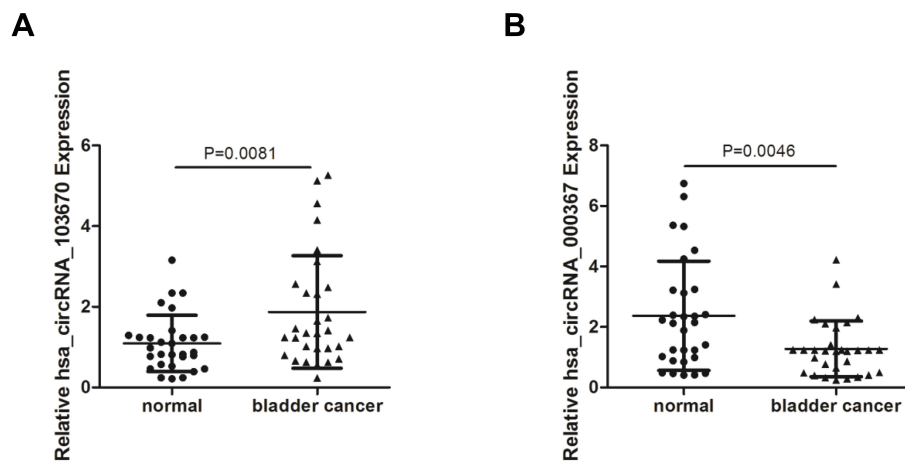 A
B
Relative hsa_circRNA_103670 Expression
6
4
2
0
P=0.0081
normal
bladder cancer
Relative hsa_circRNA_000367 Expression
8
6
4
2
0
P=0.0046
normal
bladder cancer